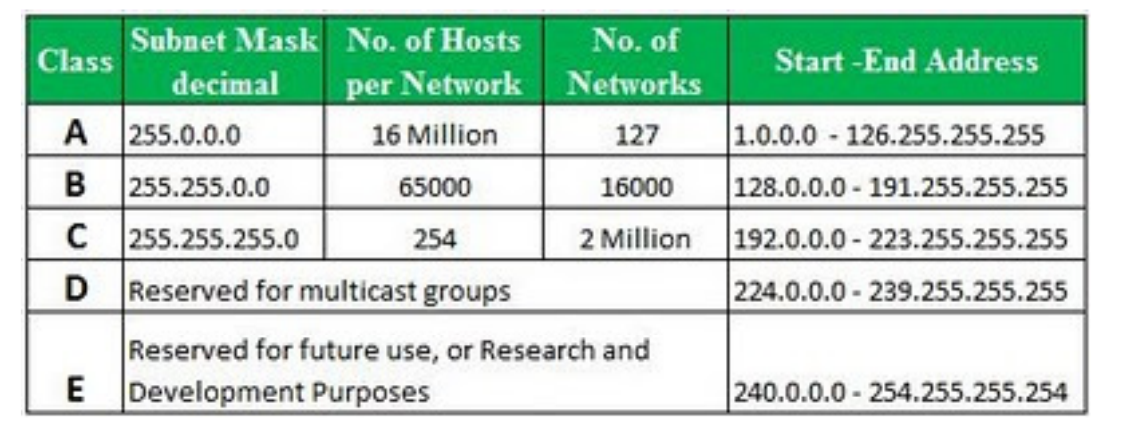 Class Subnet Mask decimal No. of Hosts per Network No. of Networks Start -End Address
A 255.0.0.0 16 Million 127 1.0.0.0 - 126.255.255.255
B 255.255.0.0 65000 16000 128.0.0.0 - 191.255.255.255
C 255.255.255.0 254 2 Million 192.0.0.0 - 223.255.255.255
D Reserved for multicast groups 224.0.0.0 - 239.255.255.255
E Reserved for future use, or Research and
Development Purposes 240.0.0.0 - 254.255.255.254